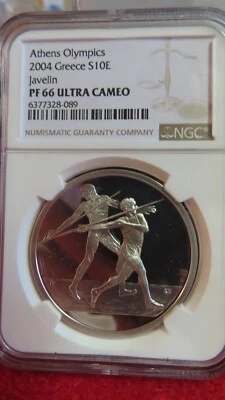 Athens Olympics
2004 Greece S10E
Javelin
PF 66 ULTRA CAMEO
6377328-089
NUMISMATIC GUARANTY COMPANY
NGC